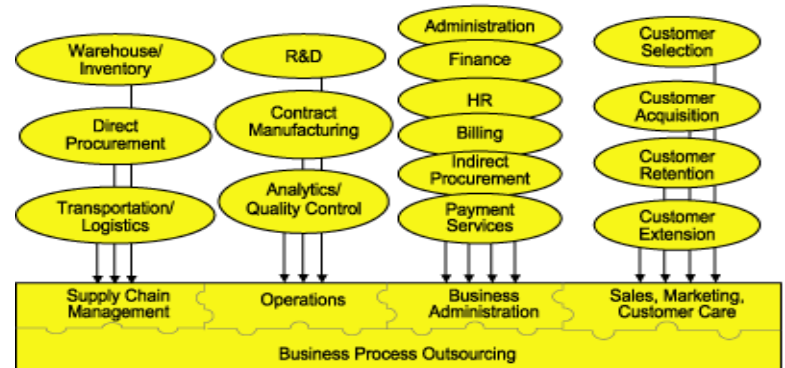 Warehouse/
Inventory
Direct
Procurement
Transportation/
Logistics
R&D
Contract
Manufacturing
Analytics/
Quality Control
Administration
Finance
HR
Billing
Indirect
Procurement
Payment
Services
Customer
Selection
Customer
Acquisition
Customer
Retention
Customer
Extension
Supply Chain
Management
Operations
Business
Administration
Sales, Marketing,
Customer Care
Business Process Outsourcing